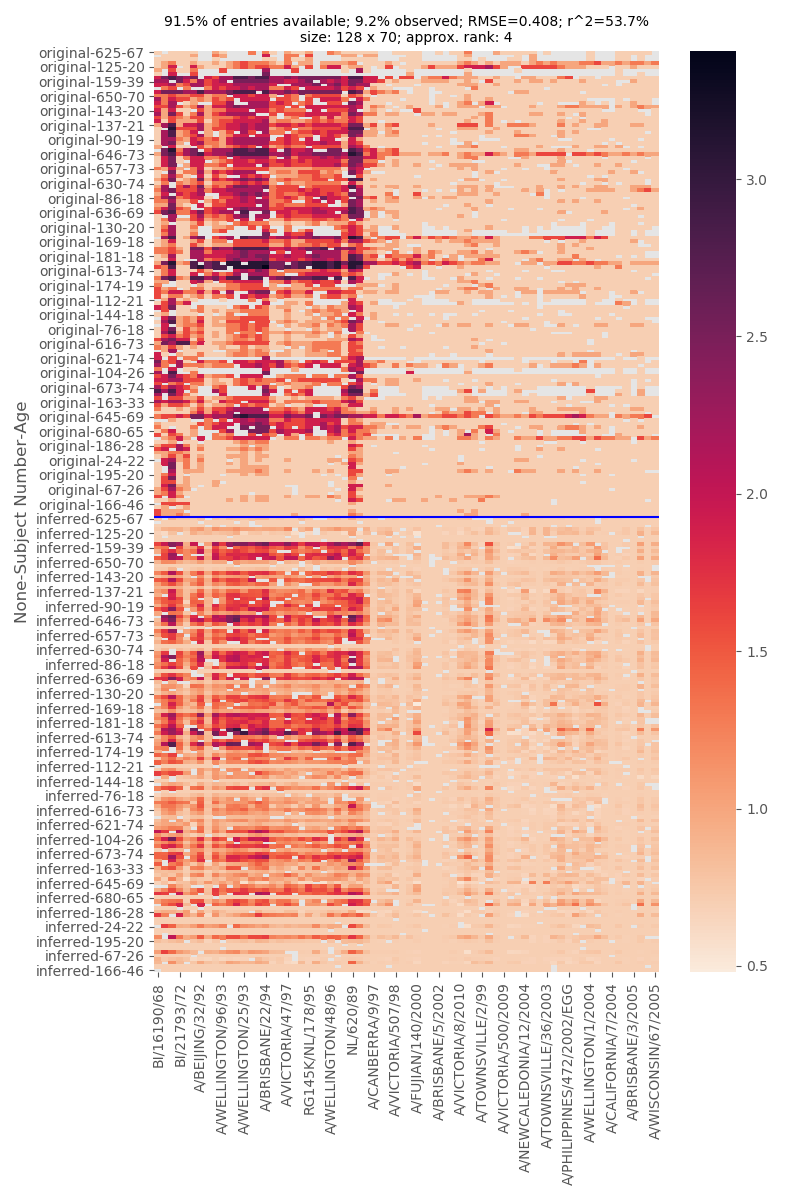 91.5% of entries available; 9.2% observed; RMSE=0.408; r^2=53.7%
size: 128 x 70; approx. rank: 4
None-Subject Number-Age
original-625-67
original-125-20
original-159-39
original-650-70
original-143-20
original-137-21
original-90-19
original-646-73
original-657-73
original-630-74
original-86-18
original-636-69
original-130-20
original-169-18
original-181-18
original-613-74
original-174-19
original-112-21
original-144-18
original-76-18
original-616-73
original-621-74
original-104-26
original-673-74
original-163-33
original-645-69
original-680-65
original-186-28
original-24-22
original-195-20
original-67-26
original-166-46
inferred-625-67
inferred-125-20
inferred-159-39
inferred-650-70
inferred-143-20
inferred-137-21
inferred-90-19
inferred-646-73
inferred-657-73
inferred-630-74
inferred-86-18
inferred-636-69
inferred-130-20
inferred-169-18
inferred-181-18
inferred-613-74
inferred-174-19
inferred-112-21
inferred-144-18
inferred-76-18
inferred-616-73
inferred-621-74
inferred-104-26
inferred-673-74
inferred-163-33
inferred-645-69
inferred-680-65
inferred-186-28
inferred-24-22
inferred-195-20
inferred-67-26
inferred-166-46
BI/16190/68
BI/21793/72
A/BEIJING/32/92
A/WELLINGTON/96/93
A/WELLINGTON/25/93
A/BRISBANE/22/94
A/VICTORIA/47/97
RG145K/NL/178/95
A/WELLINGTON/48/96
NL/620/89
A/CANBERRA/9/97
A/VICTORIA/507/98
A/FUJIAN/140/2000
A/BRISBANE/5/2002
A/VICTORIA/8/2010
A/TOWNSVILLE/2/99
A/VICTORIA/500/2009
A/NEWCALEDONIA/12/2004
A/TOWNSVILLE/36/2003
A/PHILIPPINES/472/2002/EGG
A/WELLINGTON/1/2004
A/CALIFORNIA/7/2004
A/BRISBANE/3/2005
A/WISCONSIN/67/2005
3.0
2.5
2.0
1.5
1.0
0.5